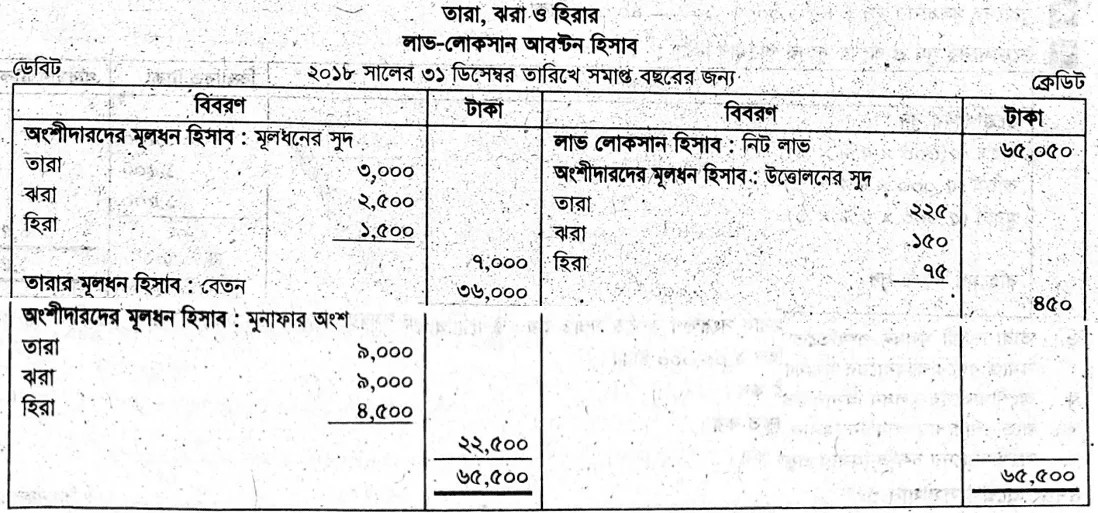 তারা, ঝরা ও হিরার
লাভ-লোকসান আবণ্টন হিসাব
ডেবিট ২০১৮ সালের ৩১ ডিসেম্বর তারিখে সমাপ্ত বছরের জন্য ক্রেডিট
বিবরণ টাকা বিবরণ টাকা
অংশীদারদের মূলধন হিসাব : মূলধনের সুদ
তারা ৩,০০০
ঝরা ২,৫০০
হিরা ১,৫০০
৭,০০০
তারার মূলধন হিসাব : বেতন ৩৬,০০০
অংশীদারদের মূলধন হিসাব : মুনাফার অংশ
তারা ৯,০০০
ঝরা ৯,০০০
হিরা ৪,৫০০
২২,৫০০
৬৫,৫০০
লাভ লোকসান হিসাব : নিট লাভ ৬৫,০৫০
অংশীদারদের মূলধন হিসাব : উত্তোলনের সুদ
তারা ২২৫
ঝরা ১৫০
হিরা ৭৫
৪৫০
৬৫,৫০০